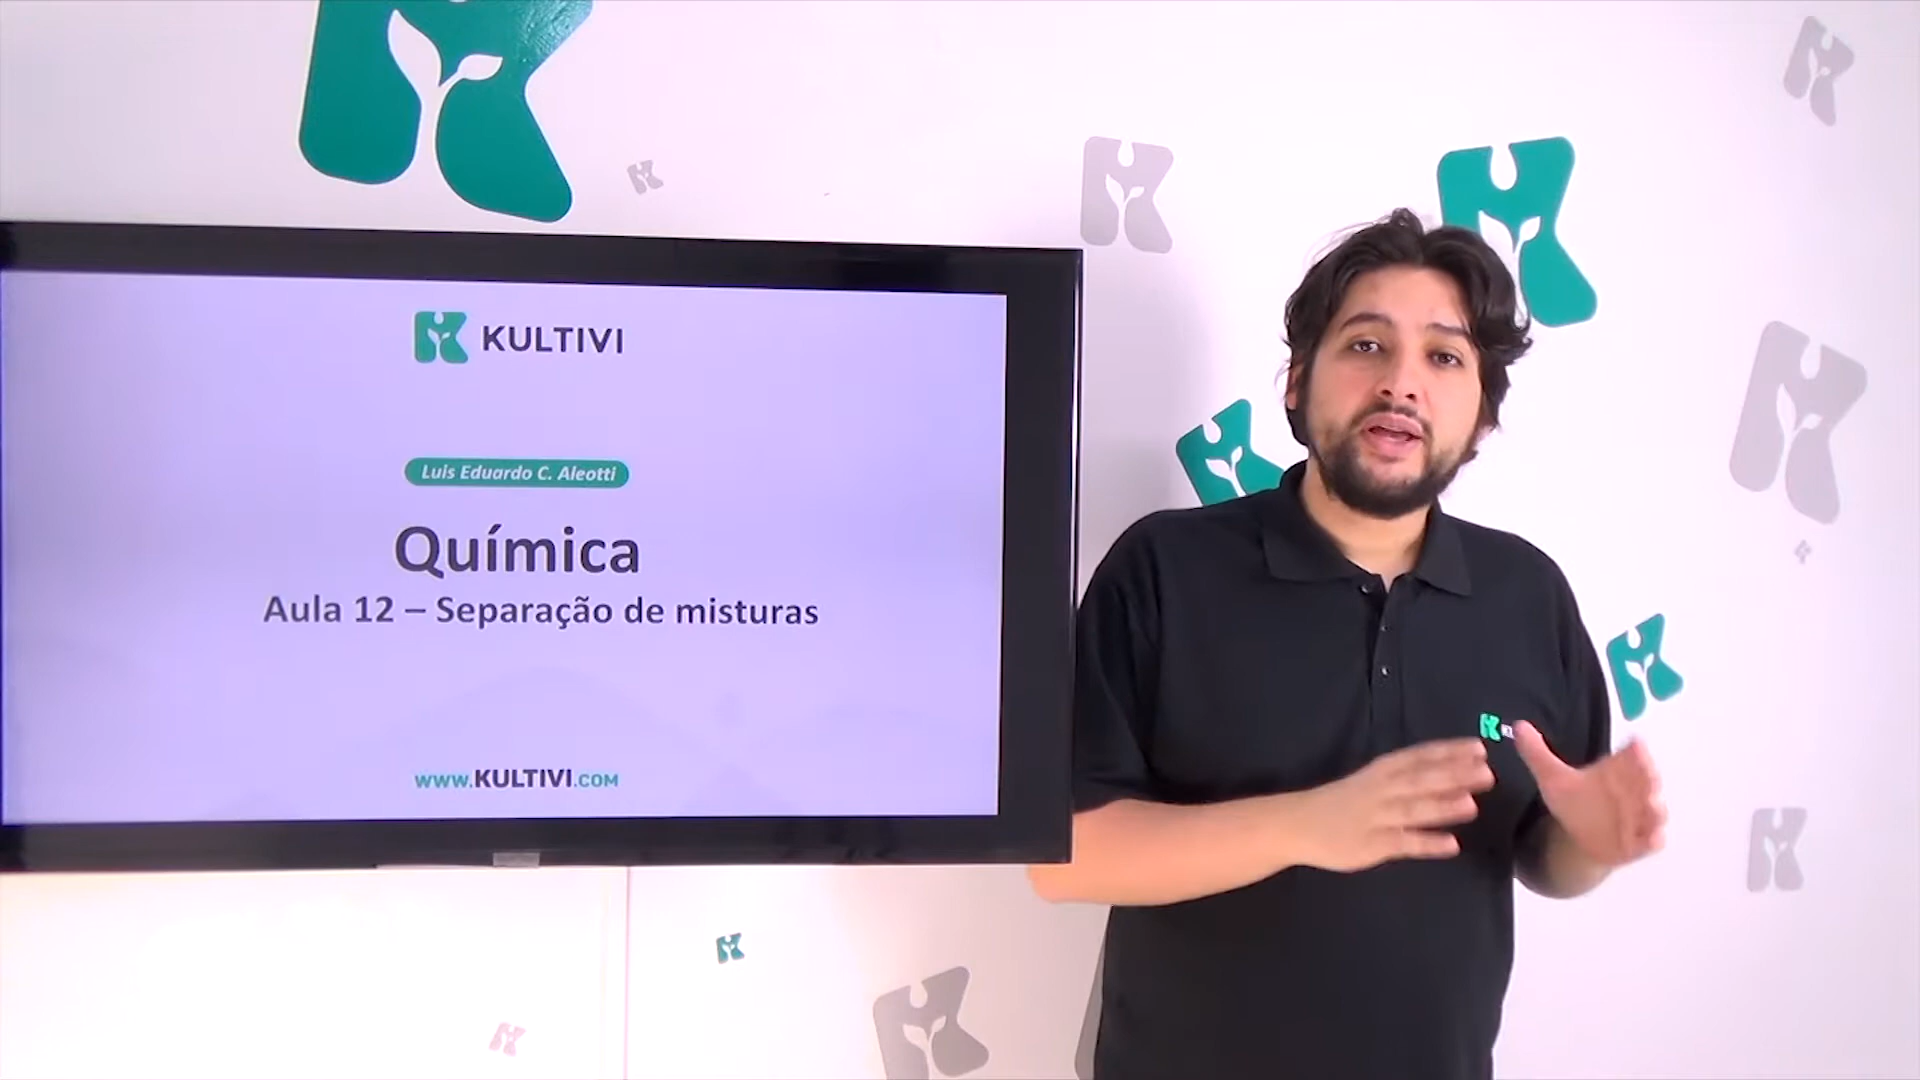 KULTIVI
Luis Eduardo C. Aleotti
Química
Aula 12 – Separação de misturas
WWW.KULTIVI.COM